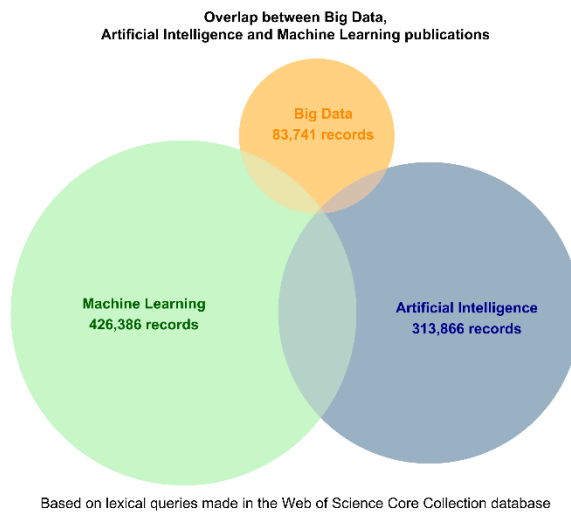 Overlap between Big Data,
Artificial Intelligence and Machine Learning publications
Big Data
83,741 records
Machine Learning
426,386 records
Artificial Intelligence
313,866 records
Based on lexical queries made in the Web of Science Core Collection database